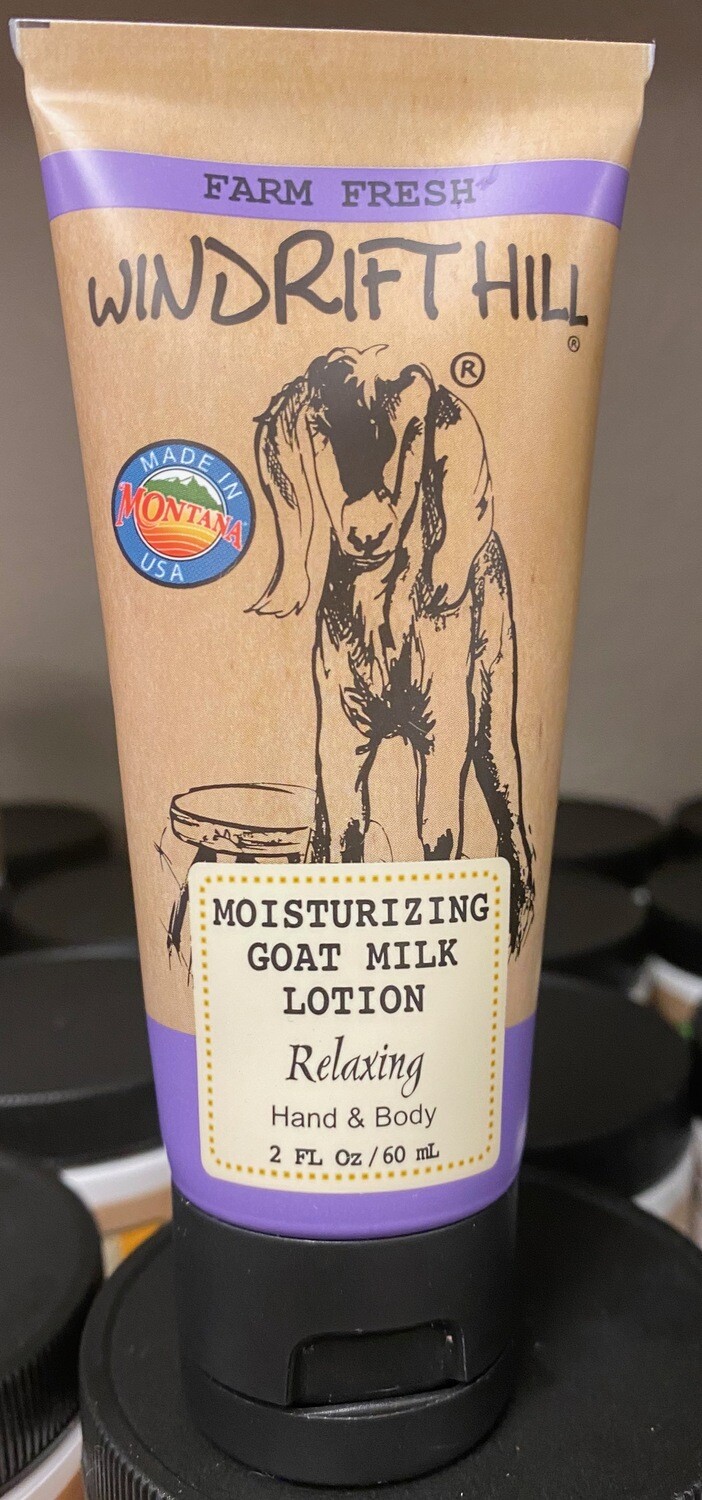 FARM FRESH
WINDRIFT HILL
®
®
MADE IN
MONTANA
USA
MOISTURIZING
GOAT MILK
LOTION
Relaxing
Hand & Body
2 FL Oz / 60 mL